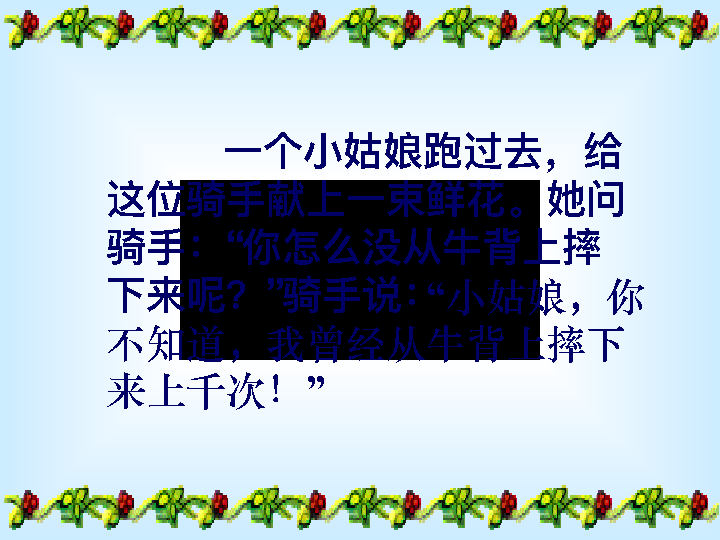 一个小姑娘跑过去，给
这位骑手献上一束鲜花。她问
骑手：“你怎么没从牛背上摔
下来呢？”骑手说：“小姑娘，你
不知道，我曾经从牛背上摔下
来上千次！”